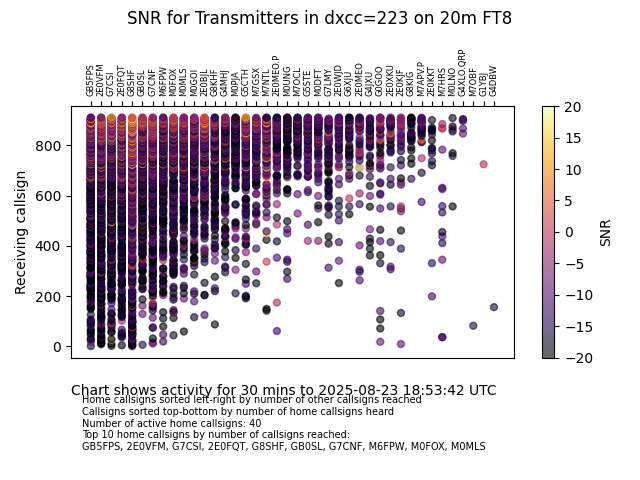 SNR for Transmitters in dxcc=223 on 20m FT8
GB5FPS 2E0VFM G7CSI 2E0FQT G8SHF GB0SL G7CNF M6FPW M0FOX M0MLS M0GOI 2E0BJL G8KHF G4MHJ M0PJA G5CTH M7GSX M7NTL 2E0MEO.P M0UNG M7OCL G5STE M0DFT G7LMY 2E0WJD G6XJU 2E0MEO G4JXU G0GOO 2E0XKU 2E0KJF G8KIG M7APV.P 2E0KKT M7HRS M0LNO G4XLO.QRP M7OBF G1YBJ G4DBW
800
600
400
200
0
Receiving callsign
20
15
10
5
0
−5
−10
−15
−20
SNR
Chart shows activity for 30 mins to 2025-08-23 18:53:42 UTC
Home callsigns sorted left-right by number of other callsigns reached
Callsigns sorted top-bottom by number of home callsigns heard
Number of active home callsigns: 40
Top 10 home callsigns by number of callsigns reached:
GB5FPS, 2E0VFM, G7CSI, 2E0FQT, G8SHF, GB0SL, G7CNF, M6FPW, M0FOX, M0MLS